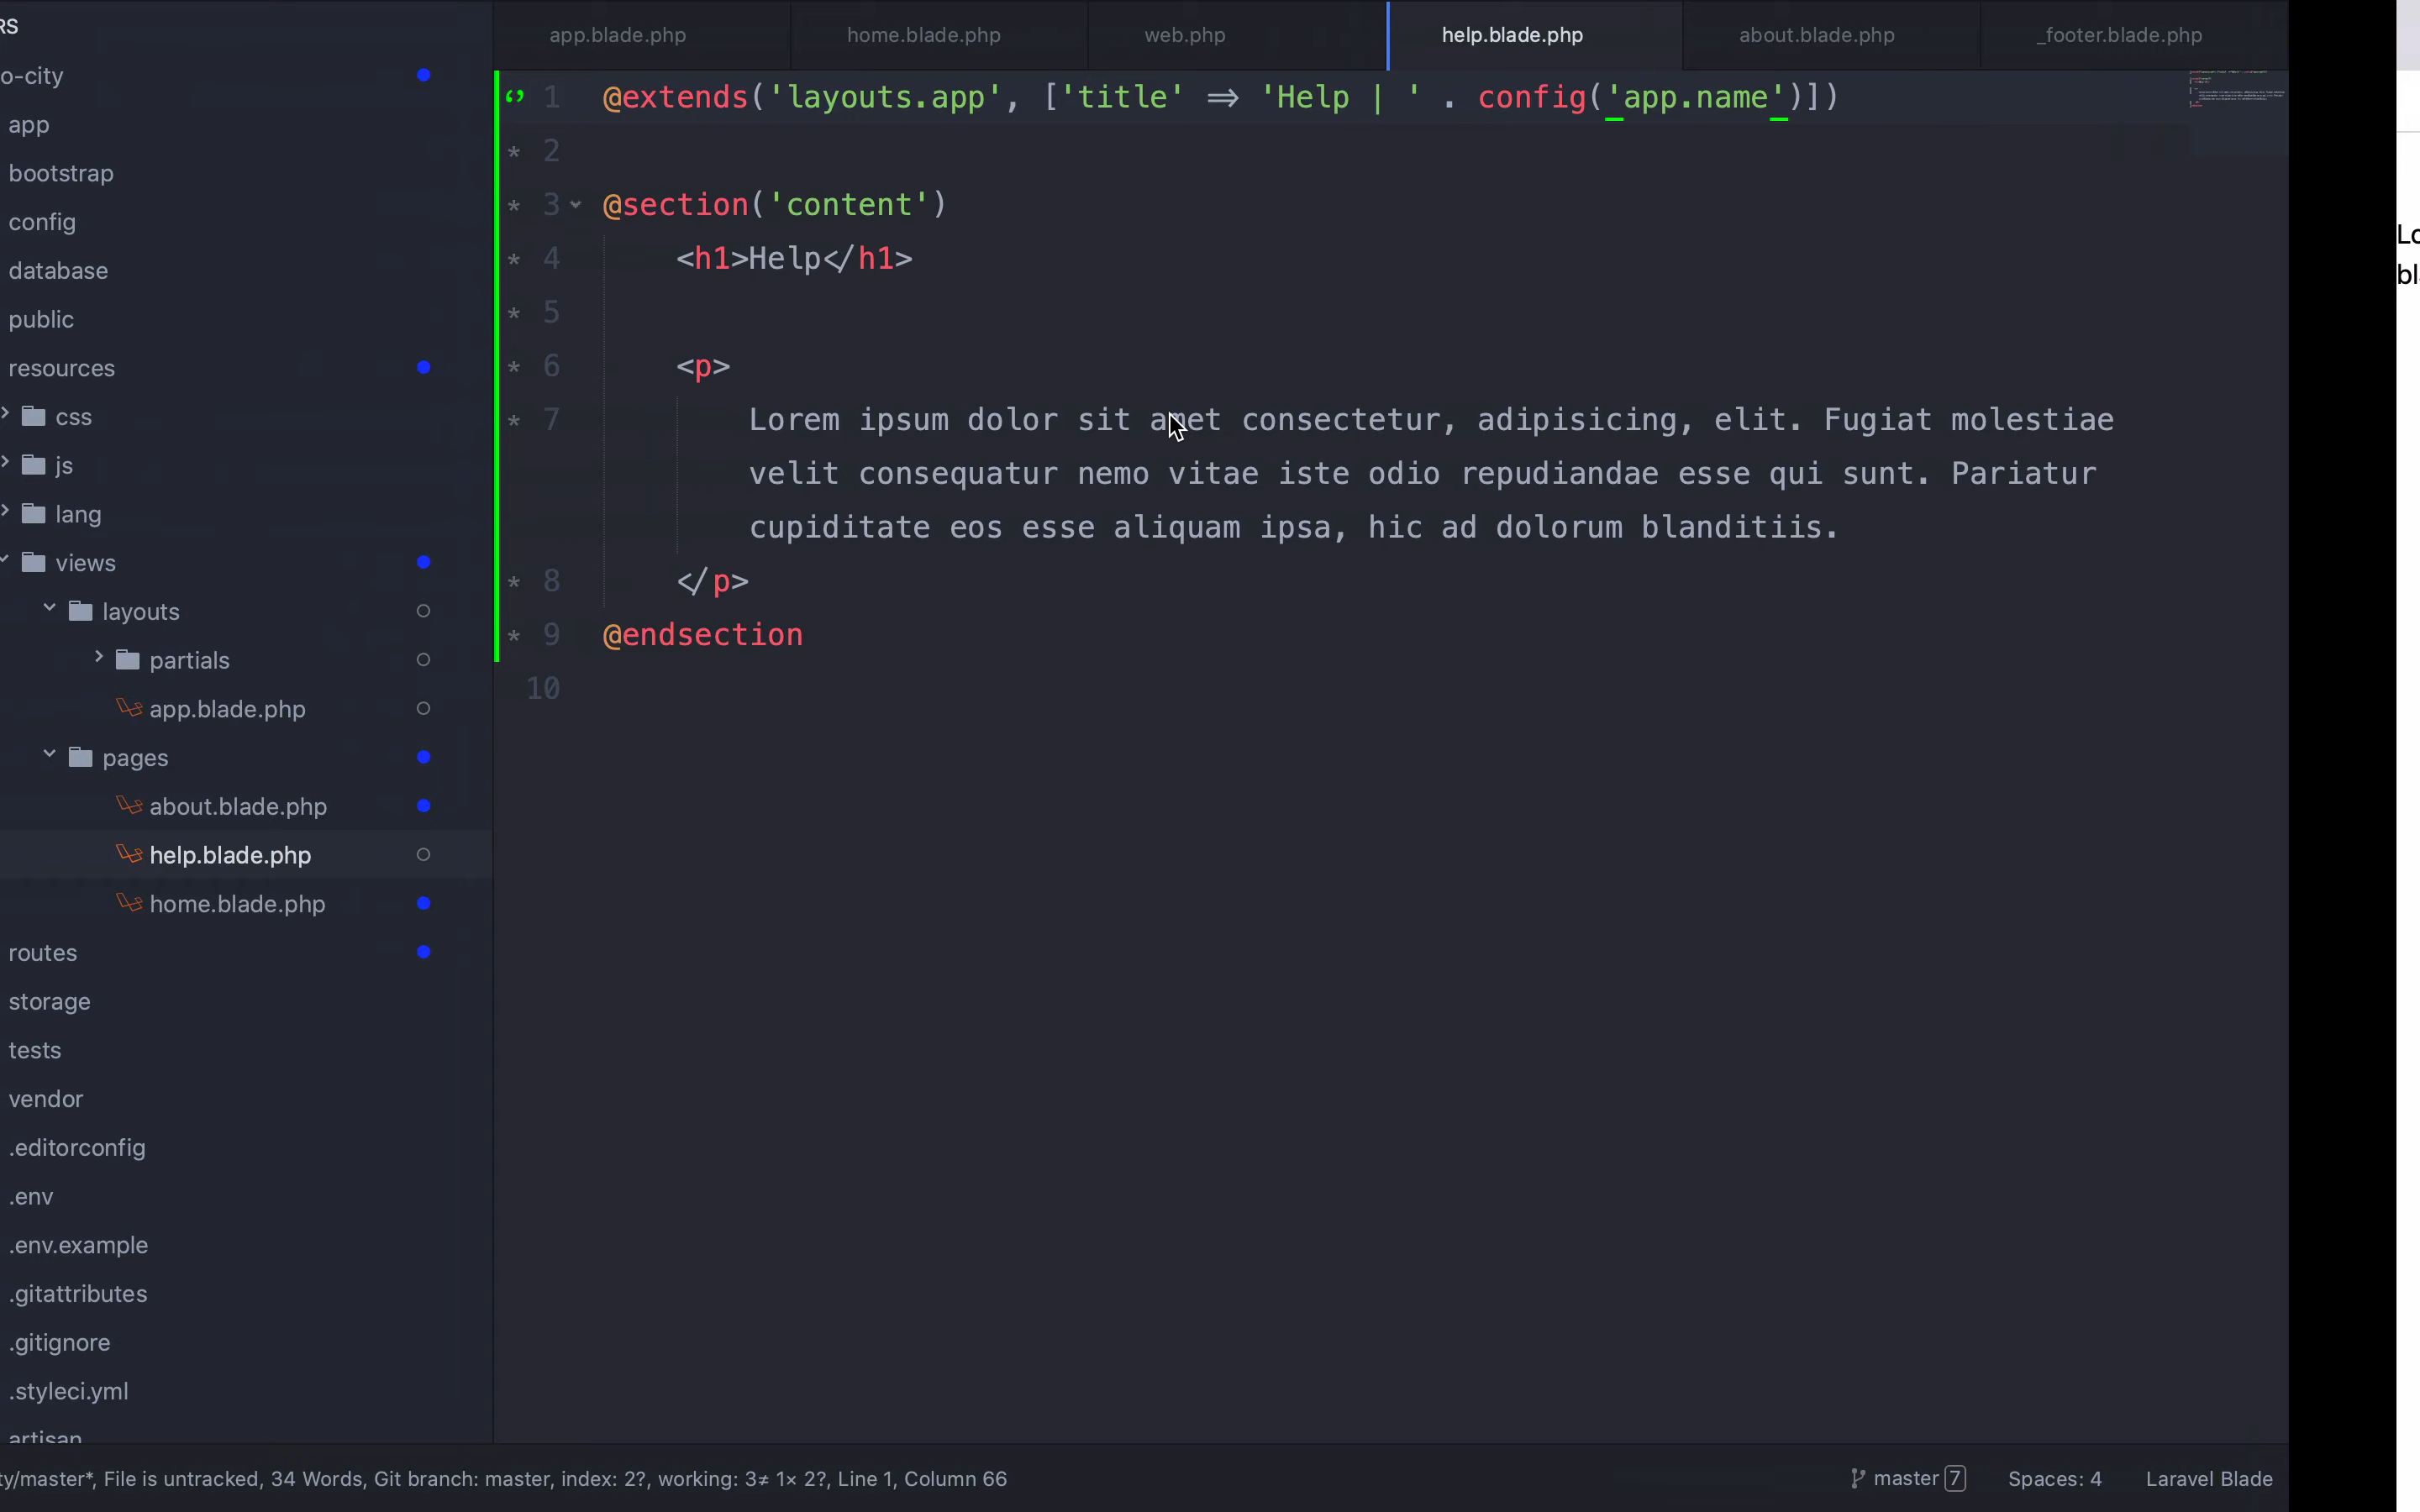 RS
o-city
app
bootstrap
config
database
public
resources
css
js
lang
views
layouts
partials
app.blade.php
pages
about.blade.php
help.blade.php
home.blade.php
routes
storage
tests
vendor
.editorconfig
.env
.env.example
.gitattributes
.gitignore
.styleci.yml
artisan
app.blade.php home.blade.php web.php help.blade.php about.blade.php _footer.blade.php
1 @extends('layouts.app', ['title' => 'Help | ' . config('app.name')])
* 2
* 3 @section('content')
* 4 <h1>Help</h1>
* 5
* 6 <p>
* 7 Lorem ipsum dolor sit amet consectetur, adipisicing, elit. Fugiat molestiae
velit consequatur nemo vitae iste odio repudiandae esse qui sunt. Pariatur
cupiditate eos esse aliquam ipsa, hic ad dolorum blanditiis.
* 8 </p>
* 9 @endsection
10
Lo
bl
ty/master*, File is untracked, 34 Words, Git branch: master, index: 2?, working: 3≠ 1× 2?, Line 1, Column 66
master 7 Spaces: 4 Laravel Blade